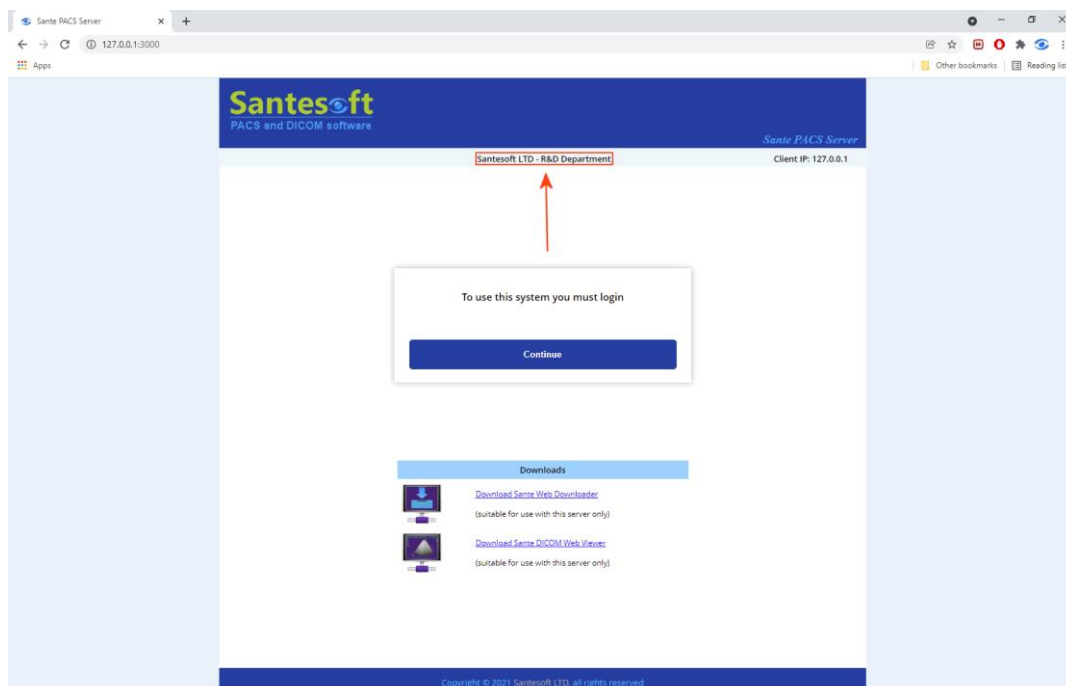 Sante PACS Server
127.0.0.1:3000
Apps
Other bookmarks
Reading list
Santesoft
PACS and DICOM software
Sante PACS Server
Santesoft LTD - R&D Department
Client IP: 127.0.0.1
To use this system you must login
Continue
Downloads
Download Sante Web Downloader
(suitable for use with this server only)
Download Sante DICOM Web Viewer
(suitable for use with this server only)
Copyright © 2021 Santesoft LTD, all rights reserved